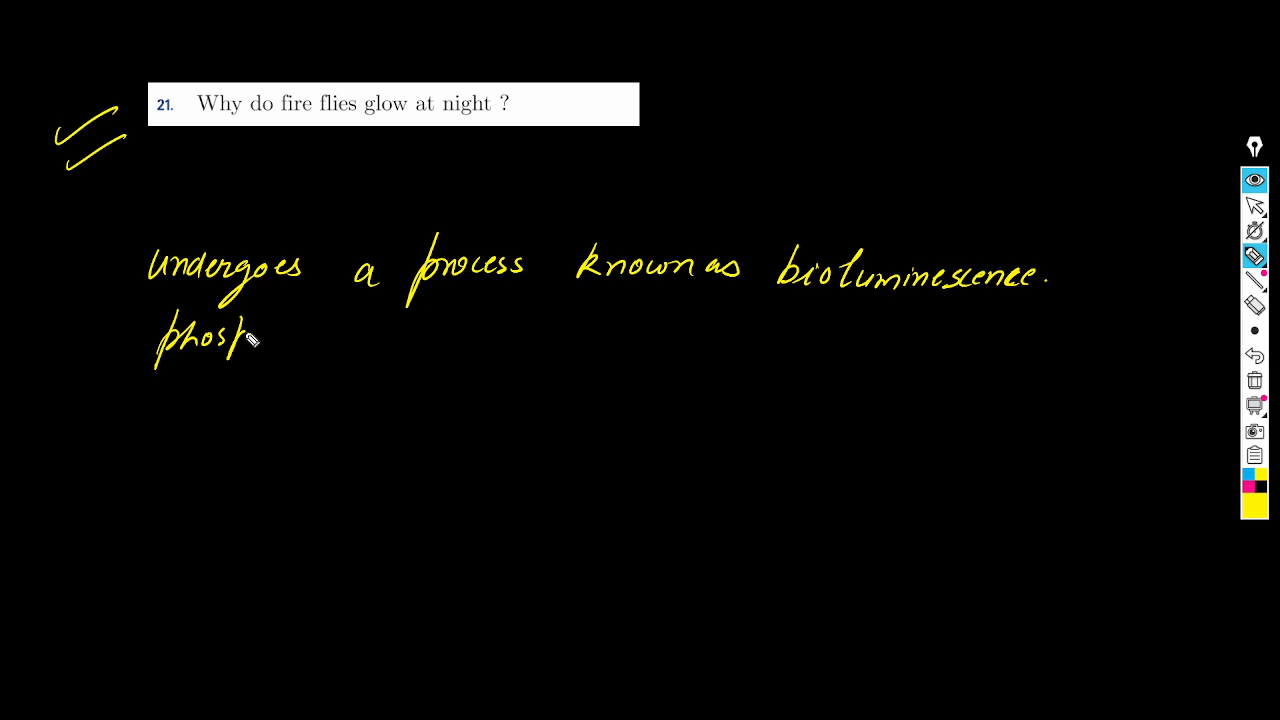 21. Why do fire flies glow at night ?
undergoes a process known as bioluminescence.
phosp